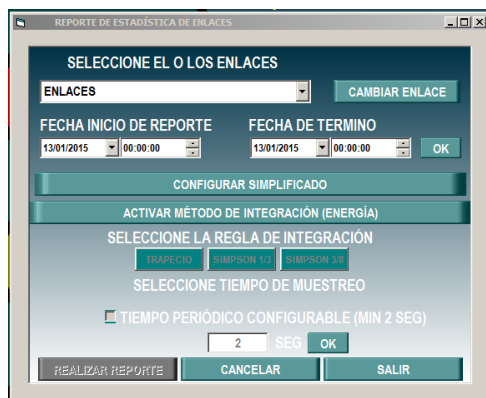 REPORTE DE ESTADÍSTICA DE ENLACES
SELECCIONE EL O LOS ENLACES
ENLACES CAMBIAR ENLACE
FECHA INICIO DE REPORTE FECHA DE TERMINO
13/01/2015 00:00:00 13/01/2015 00:00:00 OK
CONFIGURAR SIMPLIFICADO
ACTIVAR MÉTODO DE INTEGRACIÓN (ENERGÍA)
SELECCIONE LA REGLA DE INTEGRACIÓN
TRAPECIO SIMPSON 1/3 SIMPSON 3/8
SELECCIONE TIEMPO DE MUESTREO
TIEMPO PERIÓDICO CONFIGURABLE (MIN 2 SEG)
2 SEG OK
REALIZAR REPORTE CANCELAR SALIR